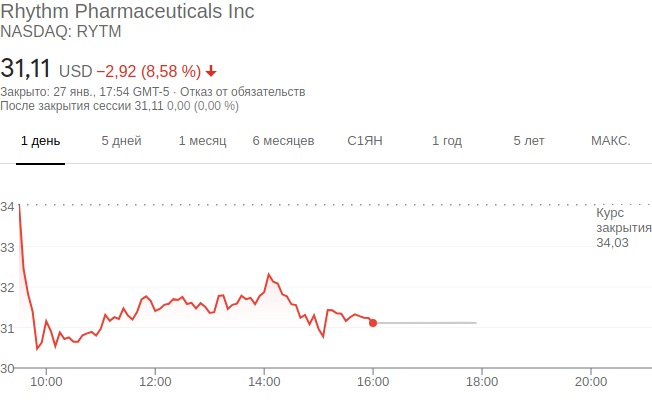 Rhythm Pharmaceuticals Inc
NASDAQ: RYTM
31,11 USD −2,92 (8,58 %)
Закрыто: 27 янв., 17:54 GMT-5 · Отказ от обязательств
После закрытия сессии 31,11 0,00 (0,00 %)
1 день 5 дней 1 месяц 6 месяцев С1ЯН 1 год 5 лет МАКС.
34
Курс
закрытия
34,03
33
32
31
30
10:00 12:00 14:00 16:00 18:00 20:00